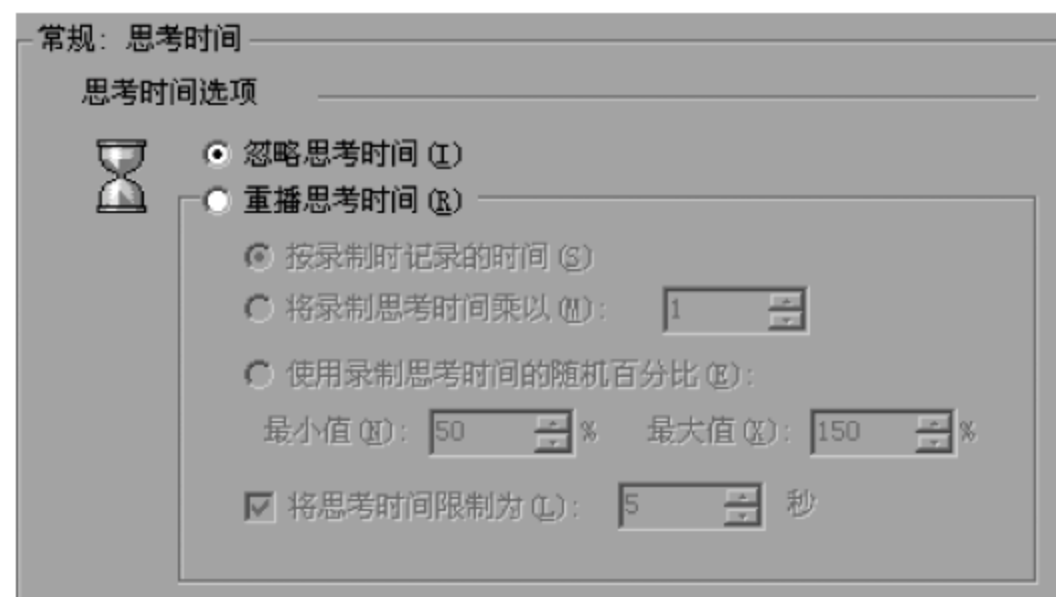 常规: 思考时间
思考时间选项
忽略思考时间(I)
重播思考时间(R)
按录制时记录的时间(S)
将录制思考时间乘以(M): 1
使用录制思考时间的随机百分比(E):
最小值(N): 50 % 最大值(X): 150 %
将思考时间限制为(L): 5 秒